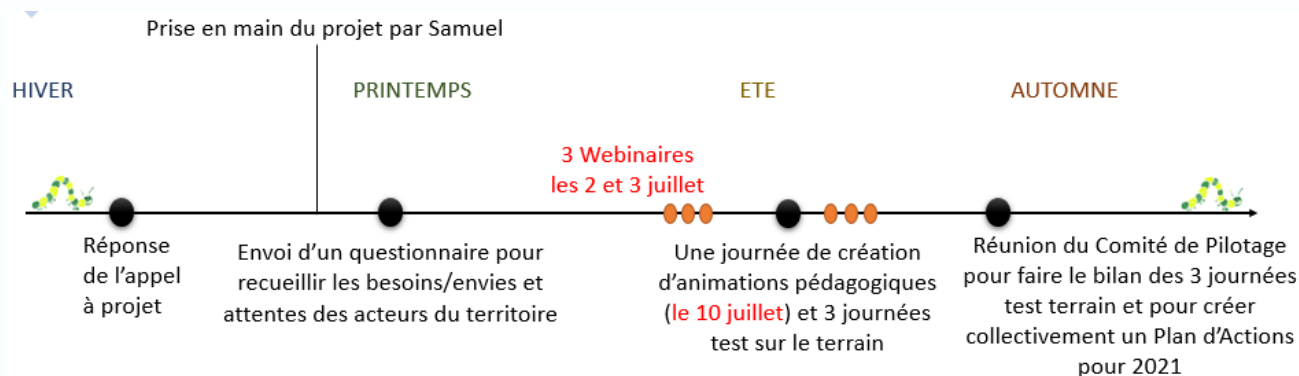 Prise en main du projet par Samuel
HIVER
PRINTEMPS
ETE
AUTOMNE
3 Webinaires
les 2 et 3 juillet
Réponse
de l'appel
à projet
Envoi d'un questionnaire pour
recueillir les besoins/envies et
attentes des acteurs du territoire
Une journée de création
d'animations pédagogiques
(le 10 juillet) et 3 journées
test sur le terrain
Réunion du Comité de Pilotage
pour faire le bilan des 3 journées
test terrain et pour créer
collectivement un Plan d'Actions
pour 2021